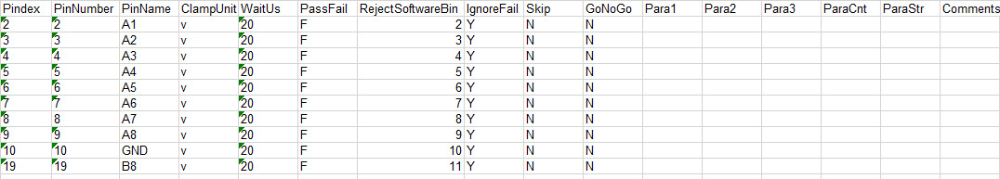 Pindex PinNumber PinName ClampUnit WaitUs PassFail RejectSoftwareBin IgnoreFail Skip GoNoGo Para1 Para2 Para3 ParaCnt ParaStr Comments
2 2 A1 v 20 F 2 Y N N
3 3 A2 v 20 F 3 Y N N
4 4 A3 v 20 F 4 Y N N
5 5 A4 v 20 F 5 Y N N
6 6 A5 v 20 F 6 Y N N
7 7 A6 v 20 F 7 Y N N
8 8 A7 v 20 F 8 Y N N
9 9 A8 v 20 F 9 Y N N
10 10 GND v 20 F 10 Y N N
19 19 B8 v 20 F 11 Y N N